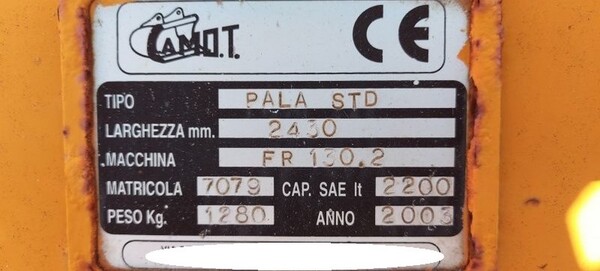 CAMO.T. CE
TIPO PALA STD
LARGHEZZA mm. 2430
MACCHINA FR 130.2
MATRICOLA 7079 CAP. SAE lt 2200
PESO Kg. 1280 ANNO 2003